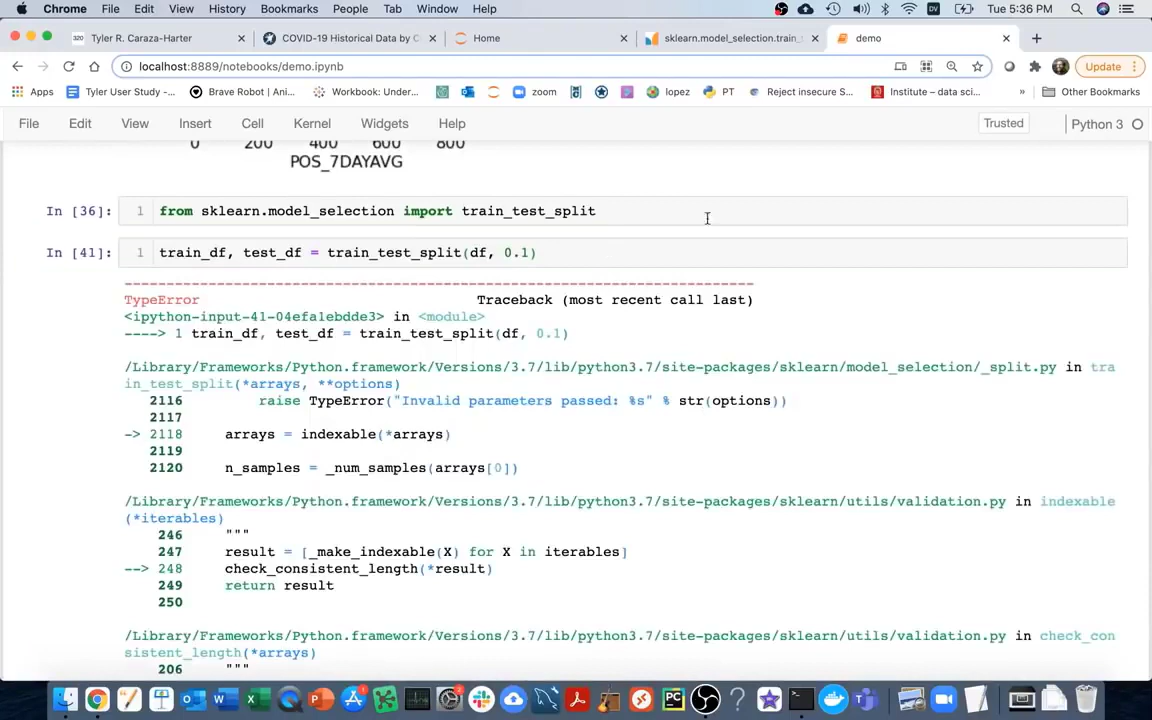 Chrome File Edit View History Bookmarks People Tab Window Help Tue 5:36 PM
Tyler R. Caraza-Harter COVID-19 Historical Data by C Home sklearn.model_selection.train_ demo
localhost:8889/notebooks/demo.ipynb Update
Apps Tyler User Study - Brave Robot | Ani... Workbook: Under... zoom lopez PT Reject insecure S... Institute – data sci... » Other Bookmarks
File Edit View Insert Cell Kernel Widgets Help Trusted Python 3
0 200 400 600 800
POS_7DAYAVG
In [36]: 1 from sklearn.model_selection import train_test_split
In [41]: 1 train_df, test_df = train_test_split(df, 0.1)
---------------------------------------------------------------------------
TypeError Traceback (most recent call last)
<ipython-input-41-04efa1ebdde3> in <module>
----> 1 train_df, test_df = train_test_split(df, 0.1)
/Library/Frameworks/Python.framework/Versions/3.7/lib/python3.7/site-packages/sklearn/model_selection/_split.py in tra
in_test_split(*arrays, **options)
2116 raise TypeError("Invalid parameters passed: %s" % str(options))
2117
-> 2118 arrays = indexable(*arrays)
2119
2120 n_samples = _num_samples(arrays[0])
/Library/Frameworks/Python.framework/Versions/3.7/lib/python3.7/site-packages/sklearn/utils/validation.py in indexable
(*iterables)
246 """
247 result = [_make_indexable(X) for X in iterables]
--> 248 check_consistent_length(*result)
249 return result
250
/Library/Frameworks/Python.framework/Versions/3.7/lib/python3.7/site-packages/sklearn/utils/validation.py in check_con
sistent_length(*arrays)
206 """